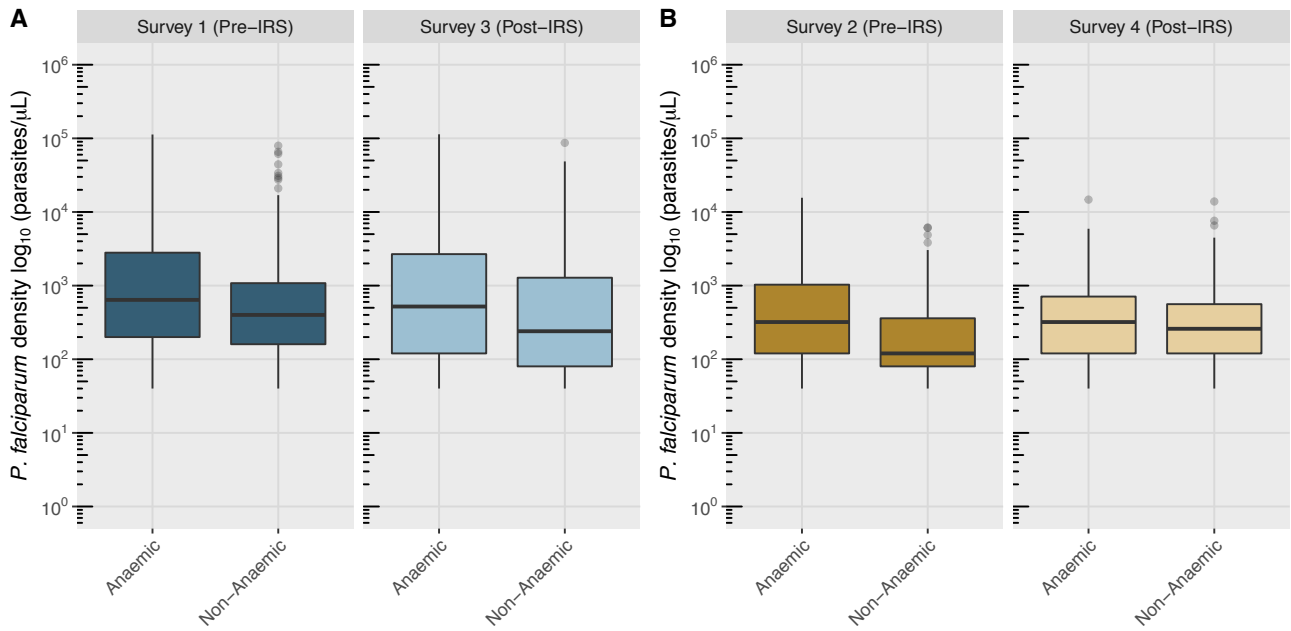 A
Survey 1 (Pre−IRS)
Survey 3 (Post−IRS)
P. falciparum density log₁₀ (parasites/μL)
10⁶
10⁵
10⁴
10³
10²
10¹
10⁰
Anaemic
Non−Anaemic
Anaemic
Non−Anaemic
B
Survey 2 (Pre−IRS)
Survey 4 (Post−IRS)
P. falciparum density log₁₀ (parasites/μL)
10⁶
10⁵
10⁴
10³
10²
10¹
10⁰
Anaemic
Non−Anaemic
Anaemic
Non−Anaemic